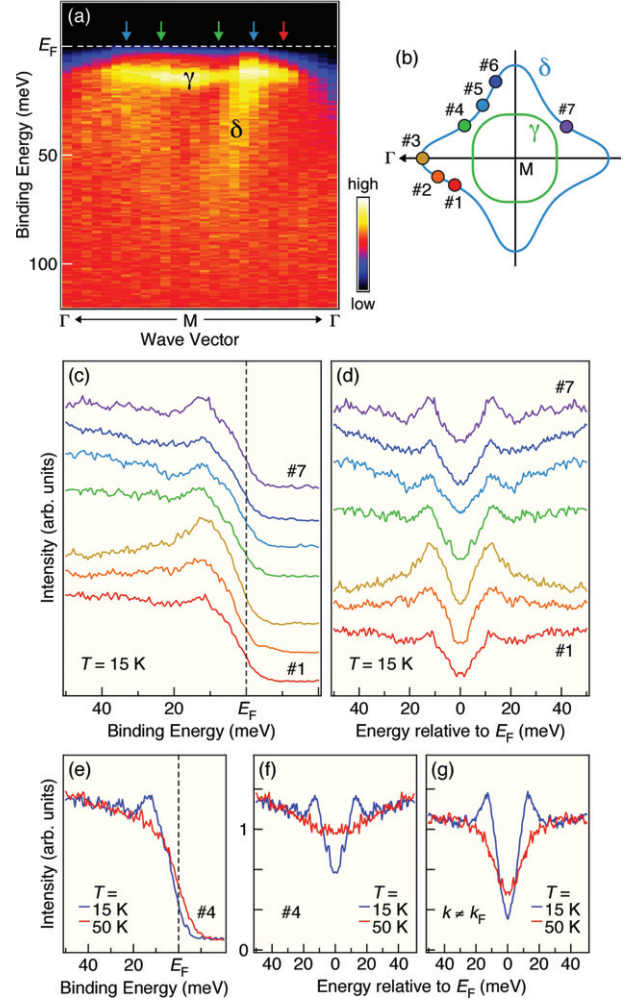 (a)
E_F
0
50
100
Binding Energy (meV)
γ
δ
high
low
Γ
M
Γ
Wave Vector
(b)
#6
δ
#5
#4
#7
γ
#3
Γ
M
#2
#1
(c)
#7
T = 15 K
#1
Intensity (arb. units)
40 20 E_F
Binding Energy (meV)
(d)
#7
T = 15 K
#1
40 20 0 20 40
Energy relative to E_F (meV)
(e)
Intensity (arb. units)
T =
15 K
50 K
#4
40 20 E_F
Binding Energy (meV)
(f)
1
0
#4
T =
15 K
50 K
40 20 0 20 40
(g)
k ≠ k_F
T =
15 K
50 K
40 20 0 20 40
Energy relative to E_F (meV)